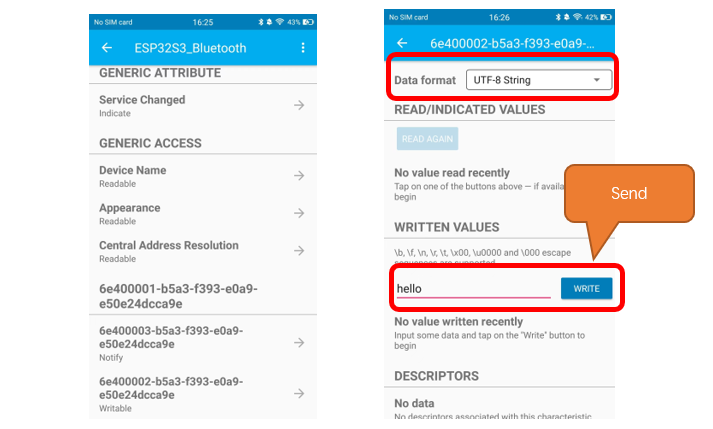 No SIM card 16:25 43%
ESP32S3_Bluetooth
GENERIC ATTRIBUTE
Service Changed
Indicate
GENERIC ACCESS
Device Name
Readable
Appearance
Readable
Central Address Resolution
Readable
6e400001-b5a3-f393-e0a9-
e50e24dcca9e
6e400003-b5a3-f393-e0a9-
e50e24dcca9e
Notify
6e400002-b5a3-f393-e0a9-
e50e24dcca9e
Writable
No SIM card 16:26 42%
6e400002-b5a3-f393-e0a9-...
Data format UTF-8 String
READ/INDICATED VALUES
READ AGAIN
No value read recently
Tap on one of the buttons above — if availa
begin
Send
WRITTEN VALUES
\b, \f, \n, \r, \t, \x00, \u0000 and \000 escape
sequences are supported
hello WRITE
No value written recently
Input some data and tap on the "Write" button to
begin
DESCRIPTORS
No data
No descriptors associated with this characteristic